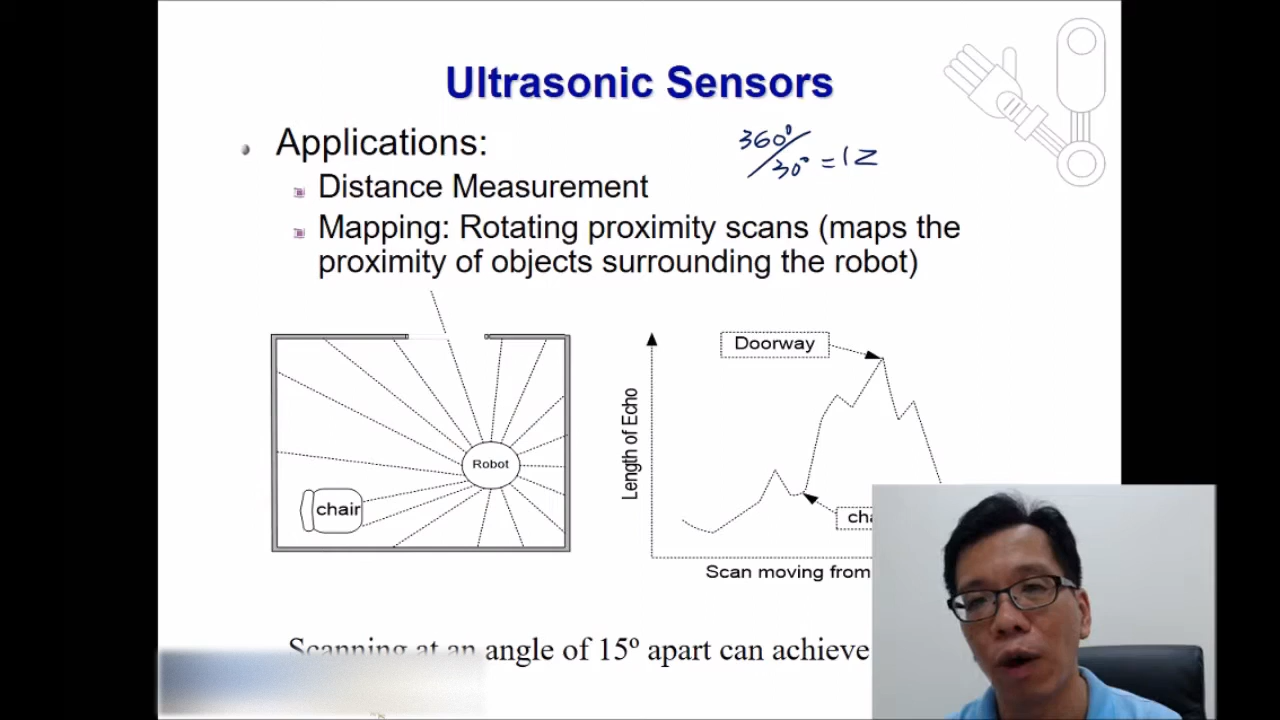 Ultrasonic Sensors
Applications:
360°/30° = 12
Distance Measurement
Mapping: Rotating proximity scans (maps the
proximity of objects surrounding the robot)
Doorway
Length of Echo
Robot
chair
Scan moving from
Scanning at an angle of 15º apart can achieve